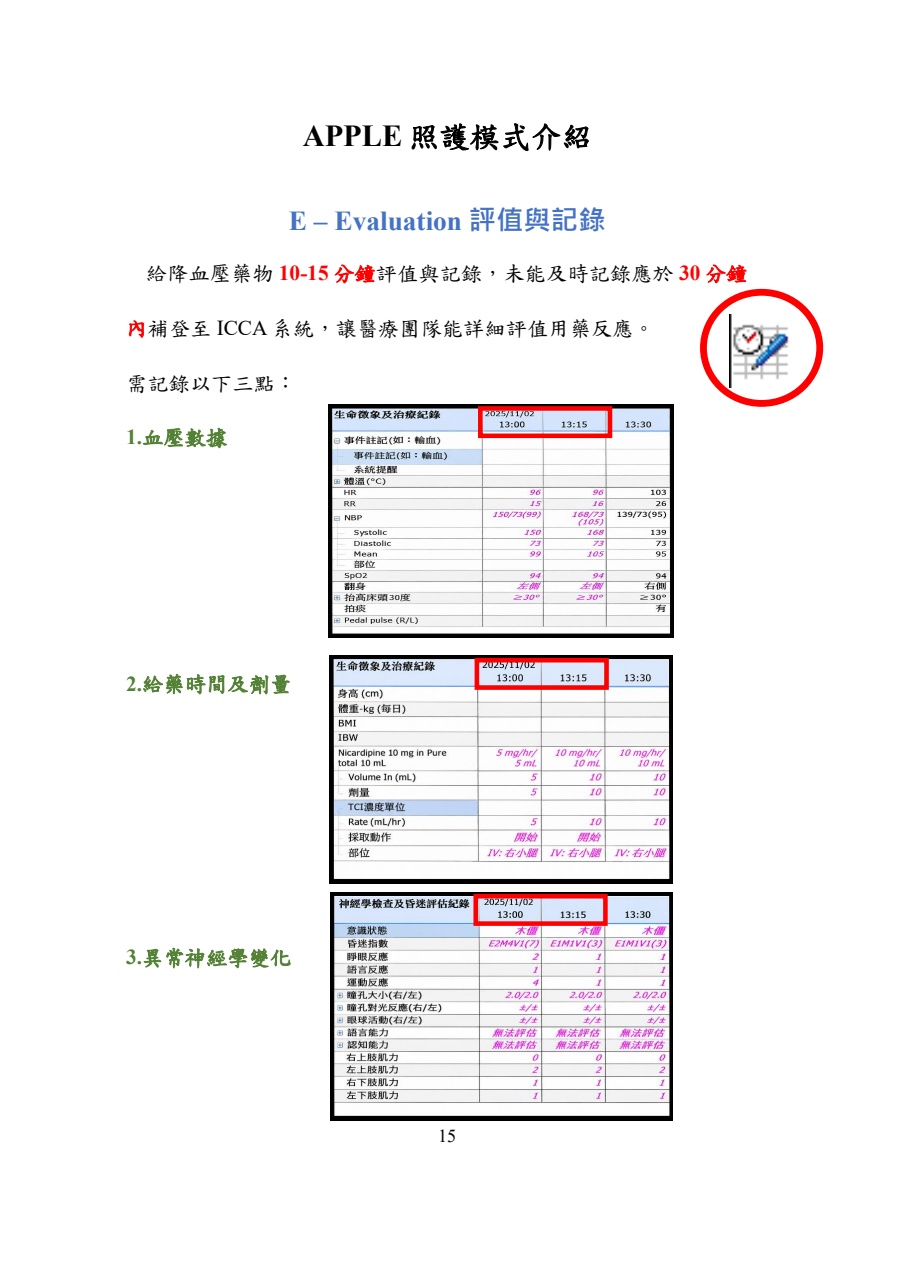 APPLE 照護模式介紹
E – Evaluation 評值與記錄
給降血壓藥物 10-15 分鐘評值與記錄，未能及時記錄應於 30 分鐘
內補登至 ICCA 系統，讓醫療團隊能詳細評值用藥反應。
需記錄以下三點：
1.血壓數據
生命徵象及治療紀錄 2025/11/02
13:00 13:15 13:30
事件註記(如：輸血)
事件註記(如：輸血)
系統提醒
體溫(°C)
HR 96 96 103
RR 15 16 26
NBP 150/73(99) 168/73 (105) 139/73(95)
Systolic 150 168 139
Diastolic 73 73 73
Mean 99 105 95
部位
SpO2 94 94 94
翻身 左側 左側 右側
抬高床頭30度 ≥30° ≥30° ≥30°
拍痰 有
Pedal pulse (R/L)
2.給藥時間及劑量
生命徵象及治療紀錄 2025/11/02
13:00 13:15 13:30
身高 (cm)
體重-kg (每日)
BMI
IBW
Nicardipine 10 mg in Pure 5 mg/hr/ 10 mg/hr/ 10 mg/hr/
total 10 mL 5 mL 10 mL 10 mL
Volume In (mL) 5 10 10
劑量 5 10 10
TCI濃度單位
Rate (mL/hr) 5 10 10
採取動作 開始 開始
部位 IV: 右小腿 IV: 右小腿 IV: 右小腿
3.異常神經學變化
神經學檢查及昏迷評估紀錄 2025/11/02
13:00 13:15 13:30
意識狀態 木僵 木僵 木僵
昏迷指數 E2M4V1(7) E1M1V1(3) E1M1V1(3)
睜眼反應 2 1 1
語言反應 1 1 1
運動反應 4 1 1
瞳孔大小(右/左) 2.0/2.0 2.0/2.0 2.0/2.0
瞳孔對光反應(右/左) ±/± ±/± ±/±
眼球活動(右/左) ±/± ±/± ±/±
語言能力 無法評估 無法評估 無法評估
認知能力 無法評估 無法評估 無法評估
右上肢肌力 0 0 0
左上肢肌力 2 2 2
右下肢肌力 1 1 1
左下肢肌力 1 1 1
15